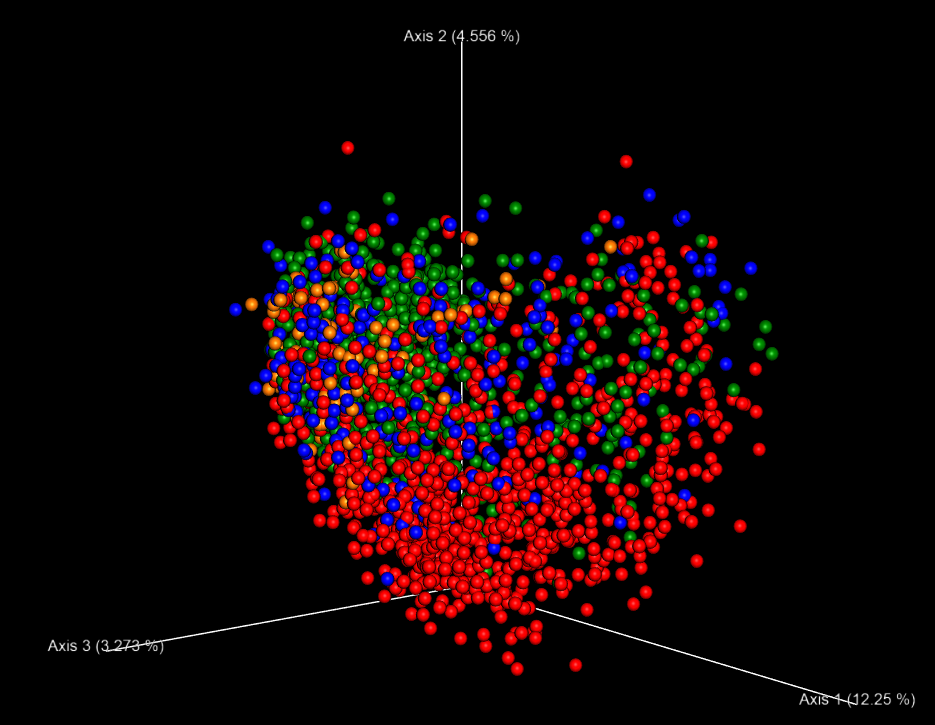 Axis 2 (4.556 %)
Axis 3 (3.273 %)
Axis 1 (12.25 %)